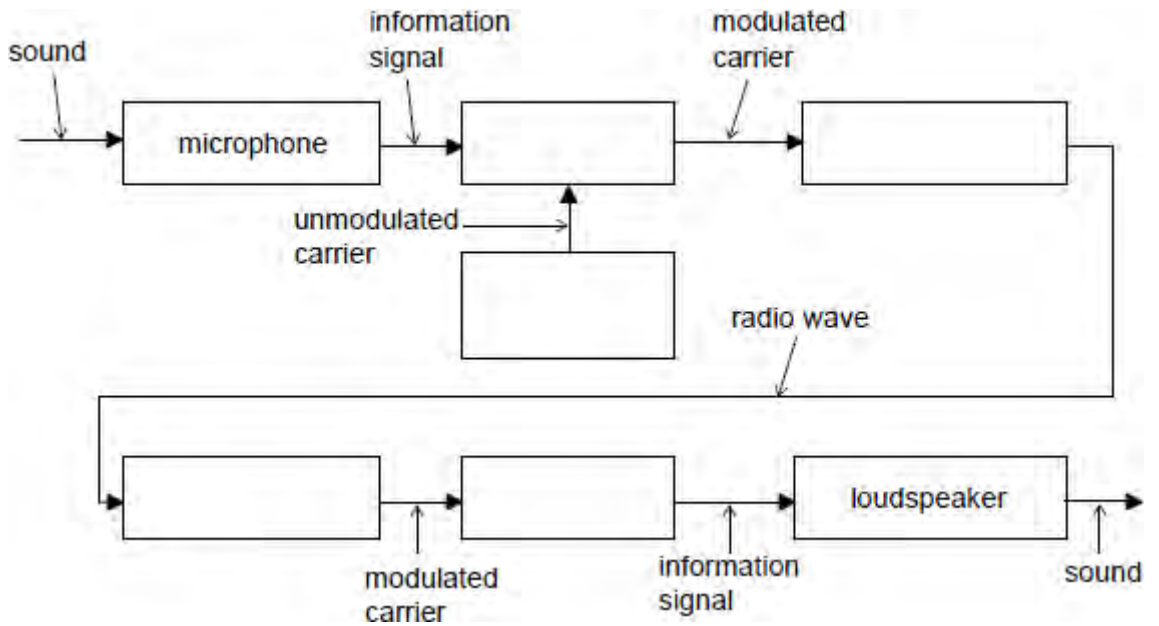 sound
information
signal
modulated
carrier
microphone
unmodulated
carrier
radio wave
loudspeaker
modulated
carrier
information
signal
sound